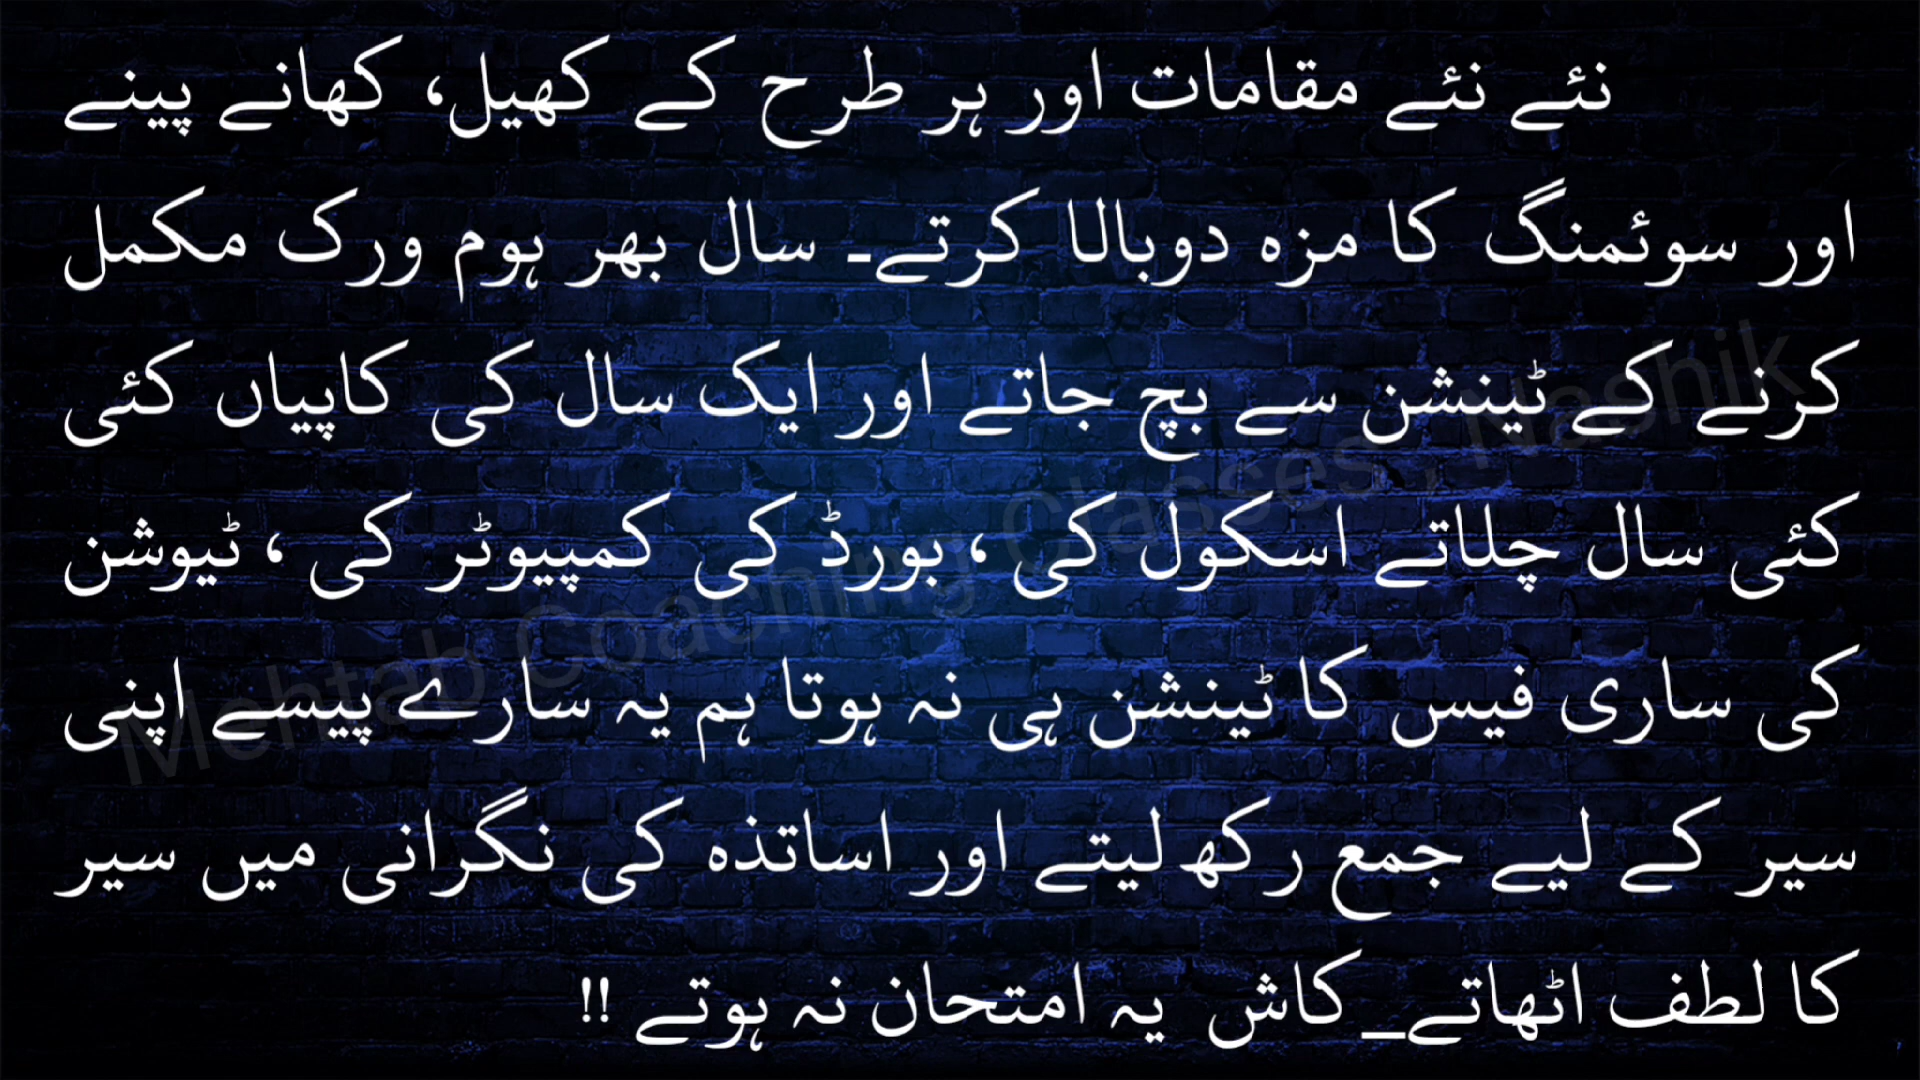 نئے نئے مقامات اور ہر طرح کے کھیل، کھانے پینے
اور سوئمنگ کا مزہ دوبالا کرتے۔ سال بھر ہوم ورک مکمل
کرنے کے ٹینشن سے بچ جاتے اور ایک سال کی کاپیاں کئی
کئی سال چلاتے اسکول کی ،بورڈ کی کمپیوٹر کی ، ٹیوشن
کی ساری فیس کا ٹینشن ہی نہ ہوتا ہم یہ سارے پیسے اپنی
سیر کے لیے جمع رکھ لیتے اور اساتذہ کی نگرانی میں سیر
کا لطف اٹھاتے_کاش یہ امتحان نہ ہوتے !!
Mehtab Coaching Classes , Nashik